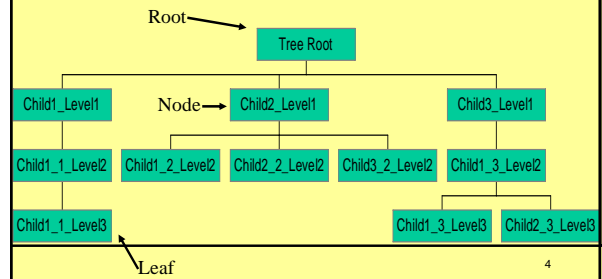 Root
Tree Root
Child1_Level1
Node
Child2_Level1
Child3_Level1
Child1_1_Level2
Child1_2_Level2
Child2_2_Level2
Child3_2_Level2
Child1_3_Level2
Child1_1_Level3
Child1_3_Level3
Child2_3_Level3
Leaf
4